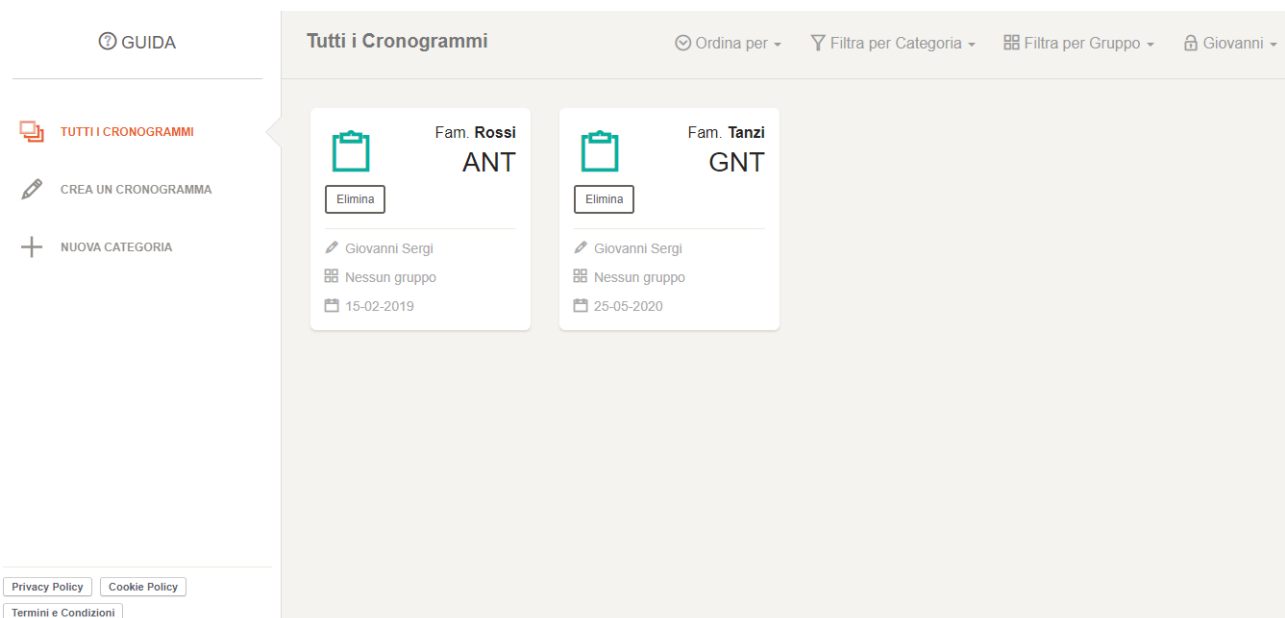 GUIDA
TUTTI I CRONOGRAMMI
CREA UN CRONOGRAMMA
NUOVA CATEGORIA
Privacy Policy
Cookie Policy
Termini e Condizioni
Tutti i Cronogrammi
Ordina per
Filtra per Categoria
Filtra per Gruppo
Giovanni
Fam. Rossi
ANT
Elimina
Giovanni Sergi
Nessun gruppo
15-02-2019
Fam. Tanzi
GNT
Elimina
Giovanni Sergi
Nessun gruppo
25-05-2020